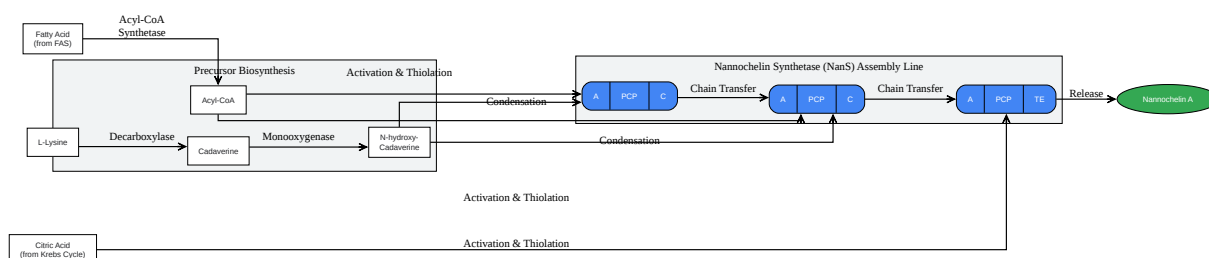 Acyl-CoA
Synthetase
Fatty Acid
(from FAS)
Precursor Biosynthesis
Activation & Thiolation
Nannochelin Synthetase (NanS) Assembly Line
Acyl-CoA
Condensation
A PCP C
Chain Transfer
A PCP C
Chain Transfer
A PCP TE
Release
Nannochelin A
L-Lysine
Decarboxylase
Cadaverine
Monooxygenase
N-hydroxy-
Cadaverine
Condensation
Activation & Thiolation
Citric Acid
(from Krebs Cycle)
Activation & Thiolation